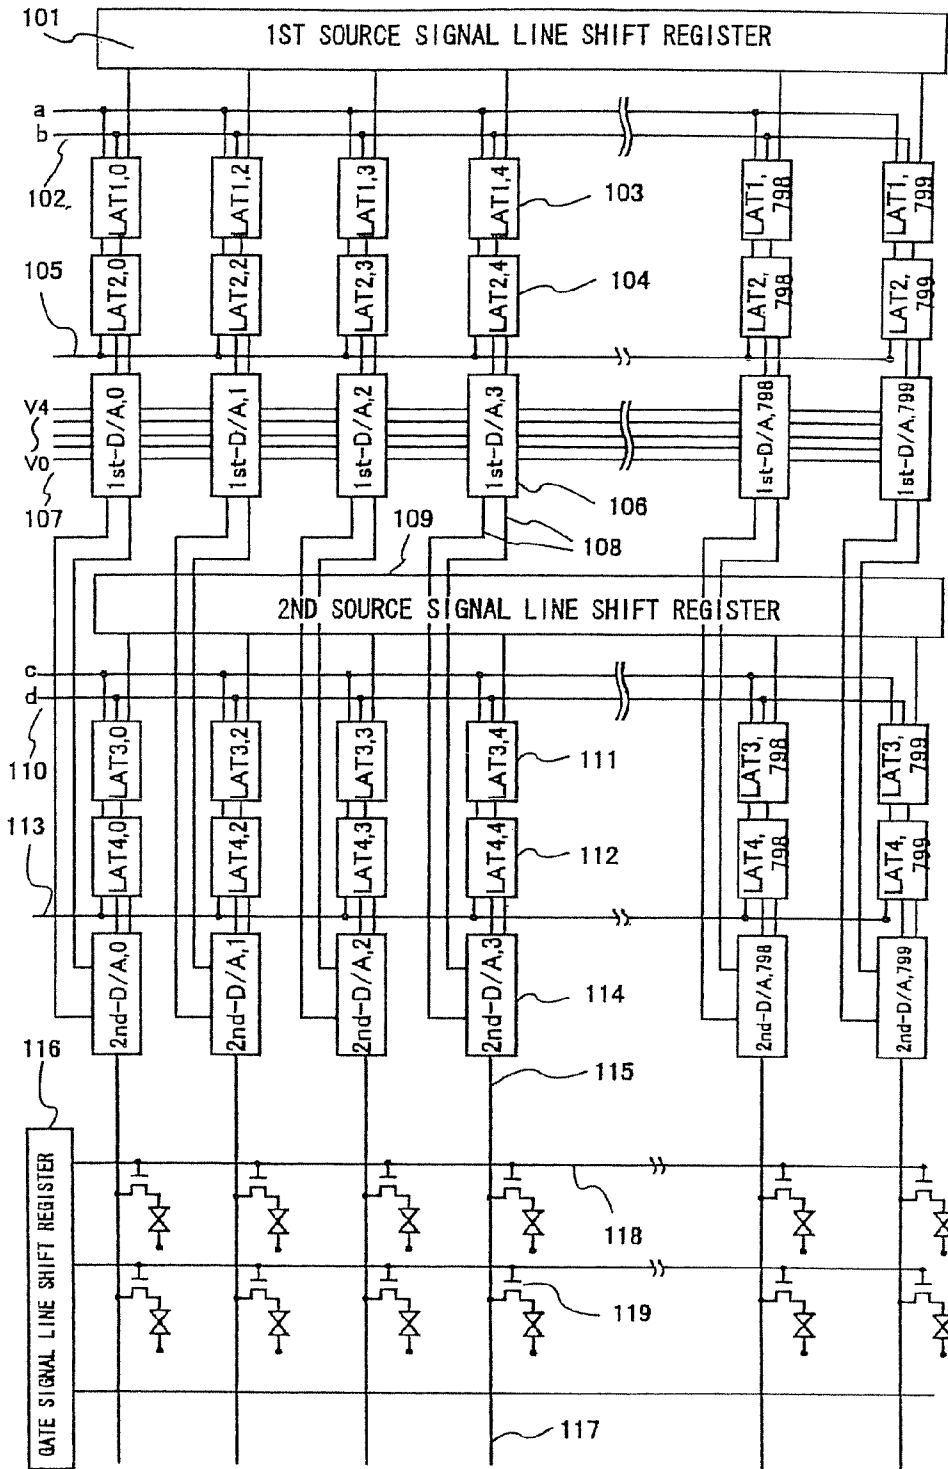 101
1ST SOURCE SIGNAL LINE SHIFT REGISTER
a
b
102
LAT1,0
LAT1,2
LAT1,3
LAT1,4
103
LAT1, 798
LAT1, 799
105
LAT2,0
LAT2,2
LAT2,3
LAT2,4
104
LAT2, 798
LAT2, 799
V4
V0
107
1st-D/A,0
1st-D/A,1
1st-D/A,2
1st-D/A,3
106
1st-D/A,798
1st-D/A,799
108
109
2ND SOURCE SIGNAL LINE SHIFT REGISTER
c
d
110
LAT3,0
LAT3,2
LAT3,3
LAT3,4
111
LAT3, 798
LAT3, 799
113
LAT4,0
LAT4,2
LAT4,3
LAT4,4
112
LAT4, 798
LAT4, 799
2nd-D/A,0
2nd-D/A,1
2nd-D/A,2
2nd-D/A,3
114
2nd-D/A,798
2nd-D/A,799
116
115
GATE SIGNAL LINE SHIFT REGISTER
118
119
117